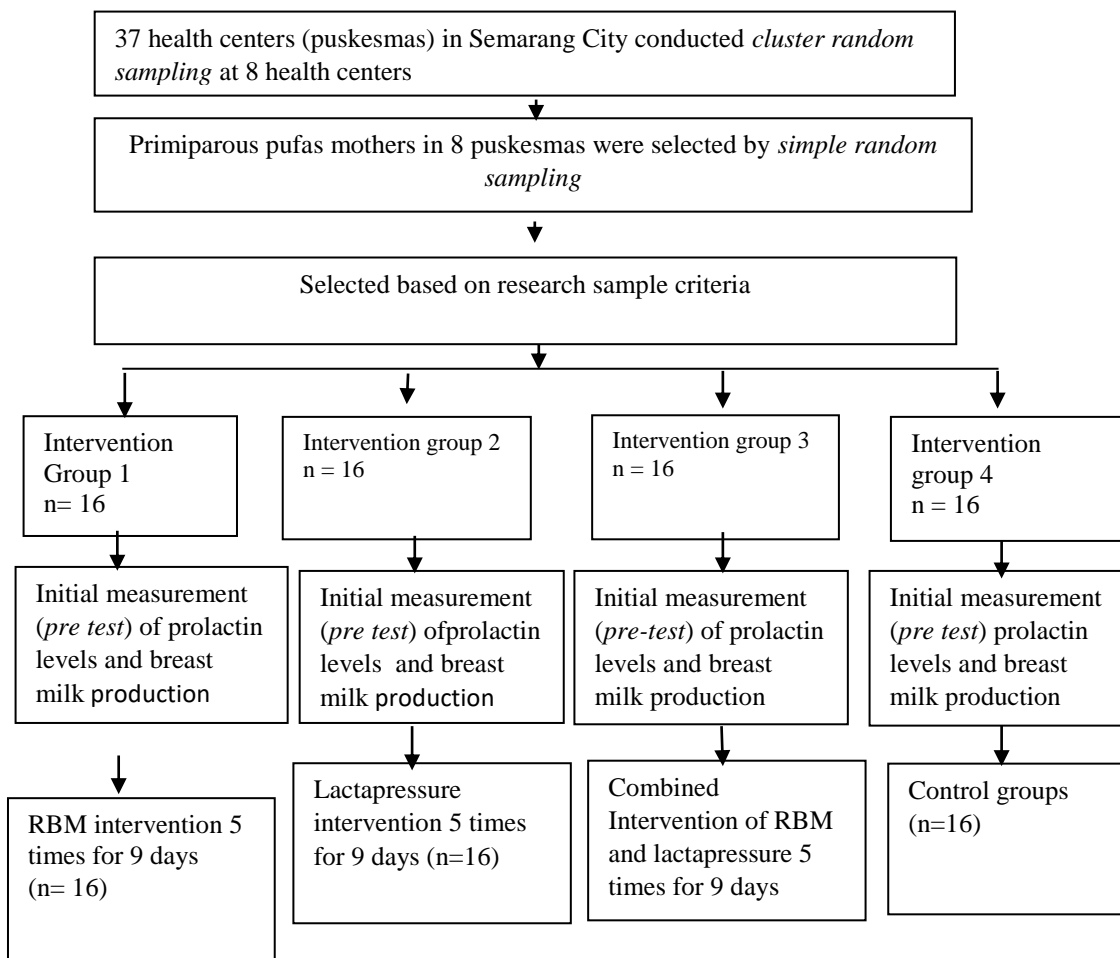 37 health centers (puskesmas) in Semarang City conducted cluster random
sampling at 8 health centers
Primiparous pufas mothers in 8 puskesmas were selected by simple random
sampling
Selected based on research sample criteria
Intervention
Group 1
n= 16
Intervention group 2
n = 16
Intervention group 3
n = 16
Intervention
group 4
n = 16
Initial measurement
(pre test) of prolactin
levels and breast
milk production
Initial measurement
(pre test) ofprolactin
levels and breast
milk production
Initial measurement
(pre-test) of prolactin
levels and breast
milk production
Initial measurement
(pre test) prolactin
levels and breast
milk production
RBM intervention 5
times for 9 days
(n= 16)
Lactapressure
intervention 5 times
for 9 days (n=16)
Combined
Intervention of RBM
and lactapressure 5
times for 9 days
Control groups
(n=16)